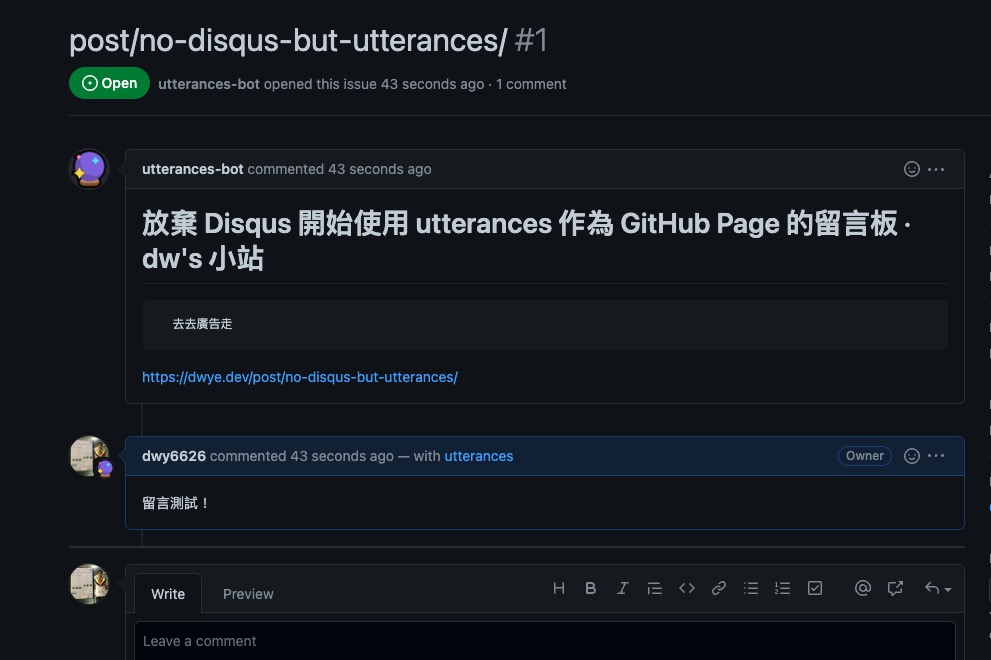 post/no-disqus-but-utterances/ #1
Open utterances-bot opened this issue 43 seconds ago · 1 comment
utterances-bot commented 43 seconds ago
放棄 Disqus 開始使用 utterances 作為 GitHub Page 的留言板 ·
dw's 小站
去去廣告走
https://dwye.dev/post/no-disqus-but-utterances/
dwy6626 commented 43 seconds ago — with utterances Owner
留言測試！
Write Preview
Leave a comment